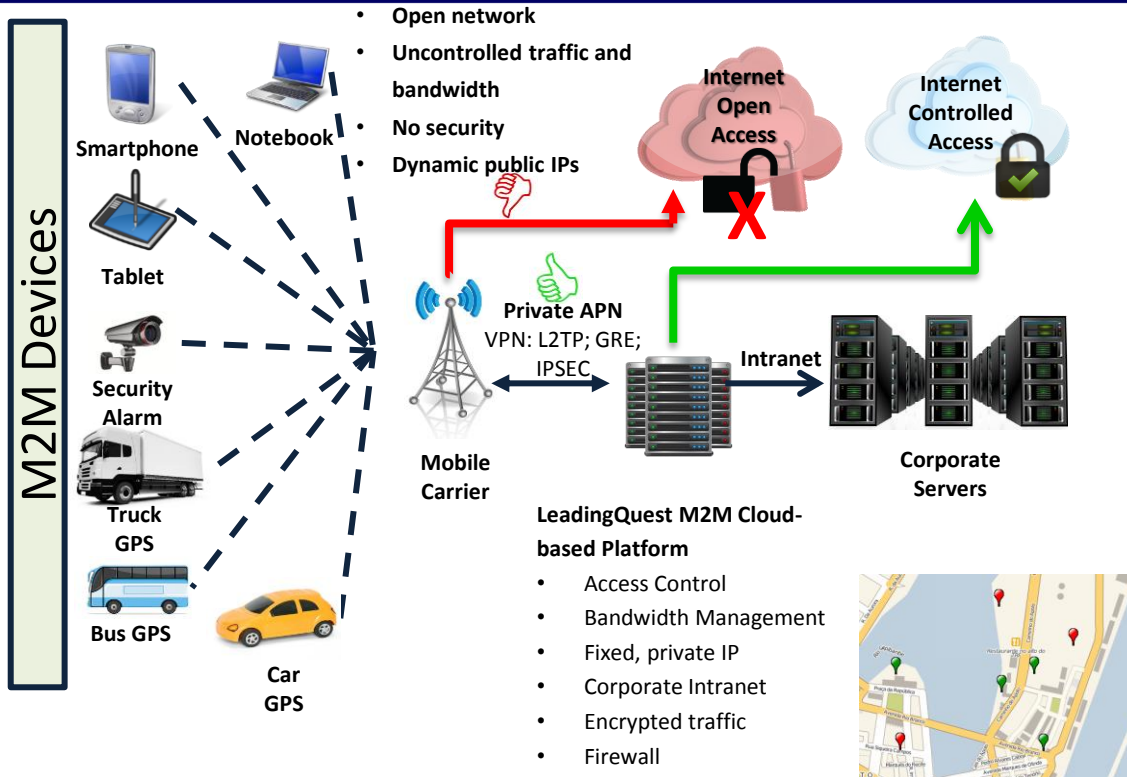 M2M Devices
Smartphone
Notebook
Tablet
Security
Alarm
Truck
GPS
Bus GPS
Car
GPS
• Open network
• Uncontrolled traffic and
bandwidth
• No security
• Dynamic public IPs
Internet
Open
Access
X
Internet
Controlled
Access
Private APN
VPN: L2TP; GRE;
IPSEC
Mobile
Carrier
Intranet
Corporate
Servers
LeadingQuest M2M Cloud-
based Platform
• Access Control
• Bandwidth Management
• Fixed, private IP
• Corporate Intranet
• Encrypted traffic
• Firewall
Praça da República